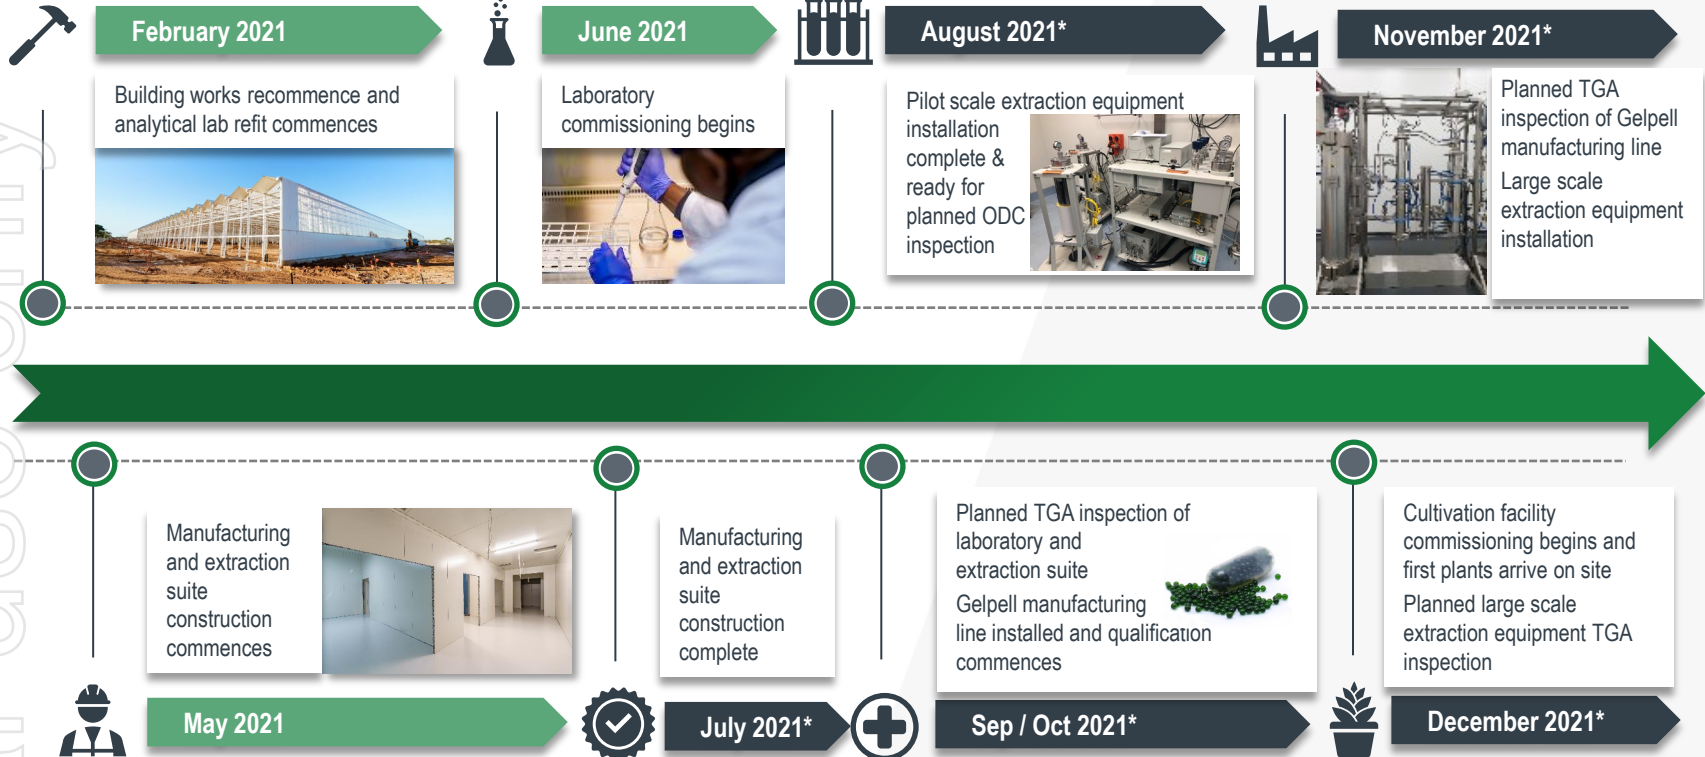 February 2021
Building works recommence and
analytical lab refit commences
June 2021
Laboratory
commissioning begins
August 2021*
Pilot scale extraction equipment
installation
complete &
ready for
planned ODC
inspection
November 2021*
Planned TGA
inspection of Gelpell
manufacturing line
Large scale
extraction equipment
installation
Manufacturing
and extraction
suite
construction
commences
May 2021
Manufacturing
and extraction
suite
construction
complete
July 2021*
Planned TGA inspection of
laboratory and
extraction suite
Gelpell manufacturing
line installed and qualification
commences
Sep / Oct 2021*
Cultivation facility
commissioning begins and
first plants arrive on site
Planned large scale
extraction equipment TGA
inspection
December 2021*